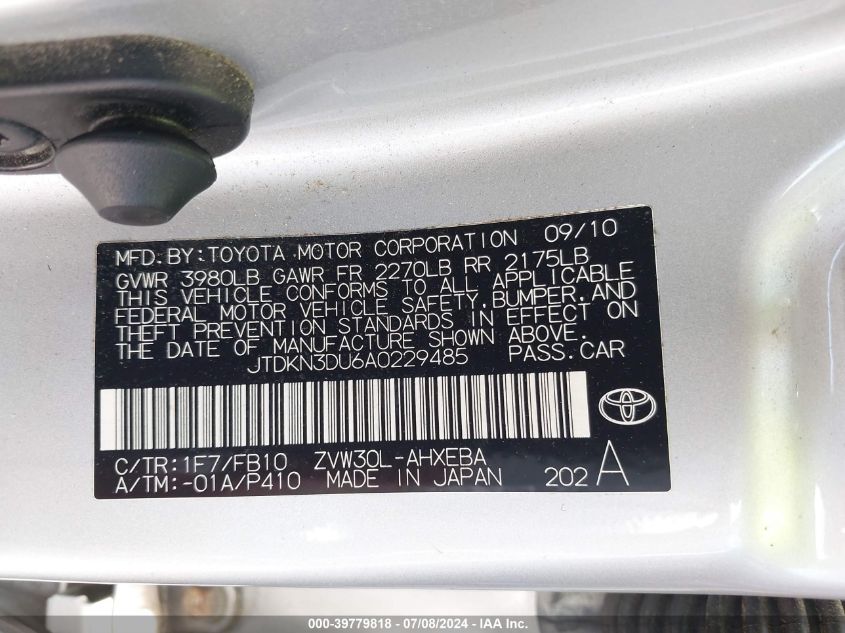 MFD. BY: TOYOTA MOTOR CORPORATION 09/10
GVWR 3980LB GAWR FR 2270LB RR 2175LB
THIS VEHICLE CONFORMS TO ALL APPLICABLE
FEDERAL MOTOR VEHICLE SAFETY, BUMPER, AND
THEFT PREVENTION STANDARDS IN EFFECT ON
THE DATE OF MANUFACTURE SHOWN ABOVE.
JTDKN3DU6A0229485 PASS. CAR
C/TR: 1F7/FB10 ZVW30L-AHXEBA
A/TM: -01A/P410 MADE IN JAPAN 202 A
000-39779818 - 07/08/2024 - IAA Inc.